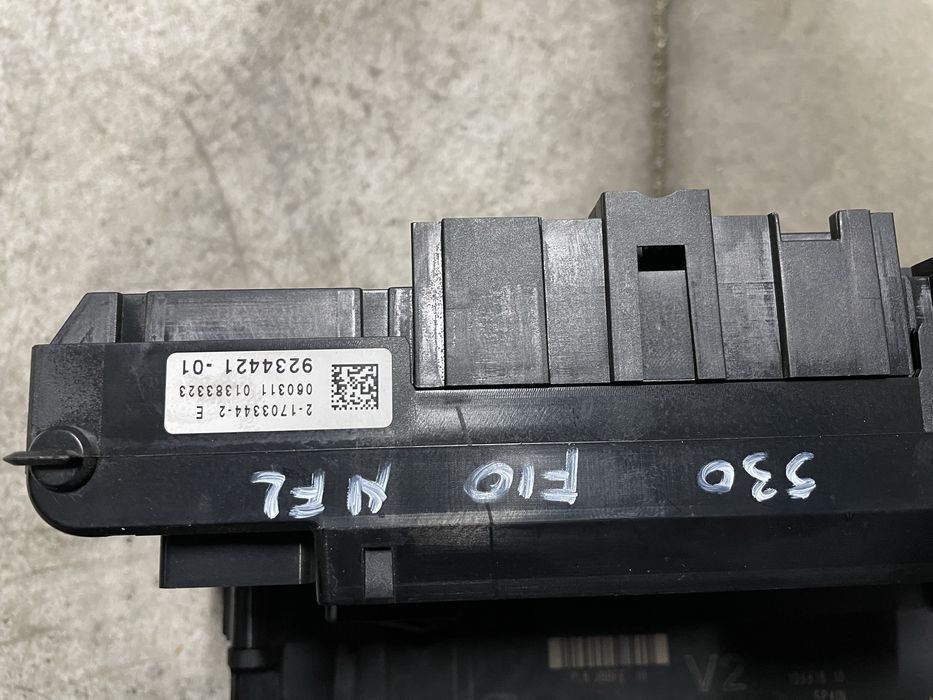 2-1703344-2 E
060311 01383323
9234421 -01
530 F10 NFL
V2